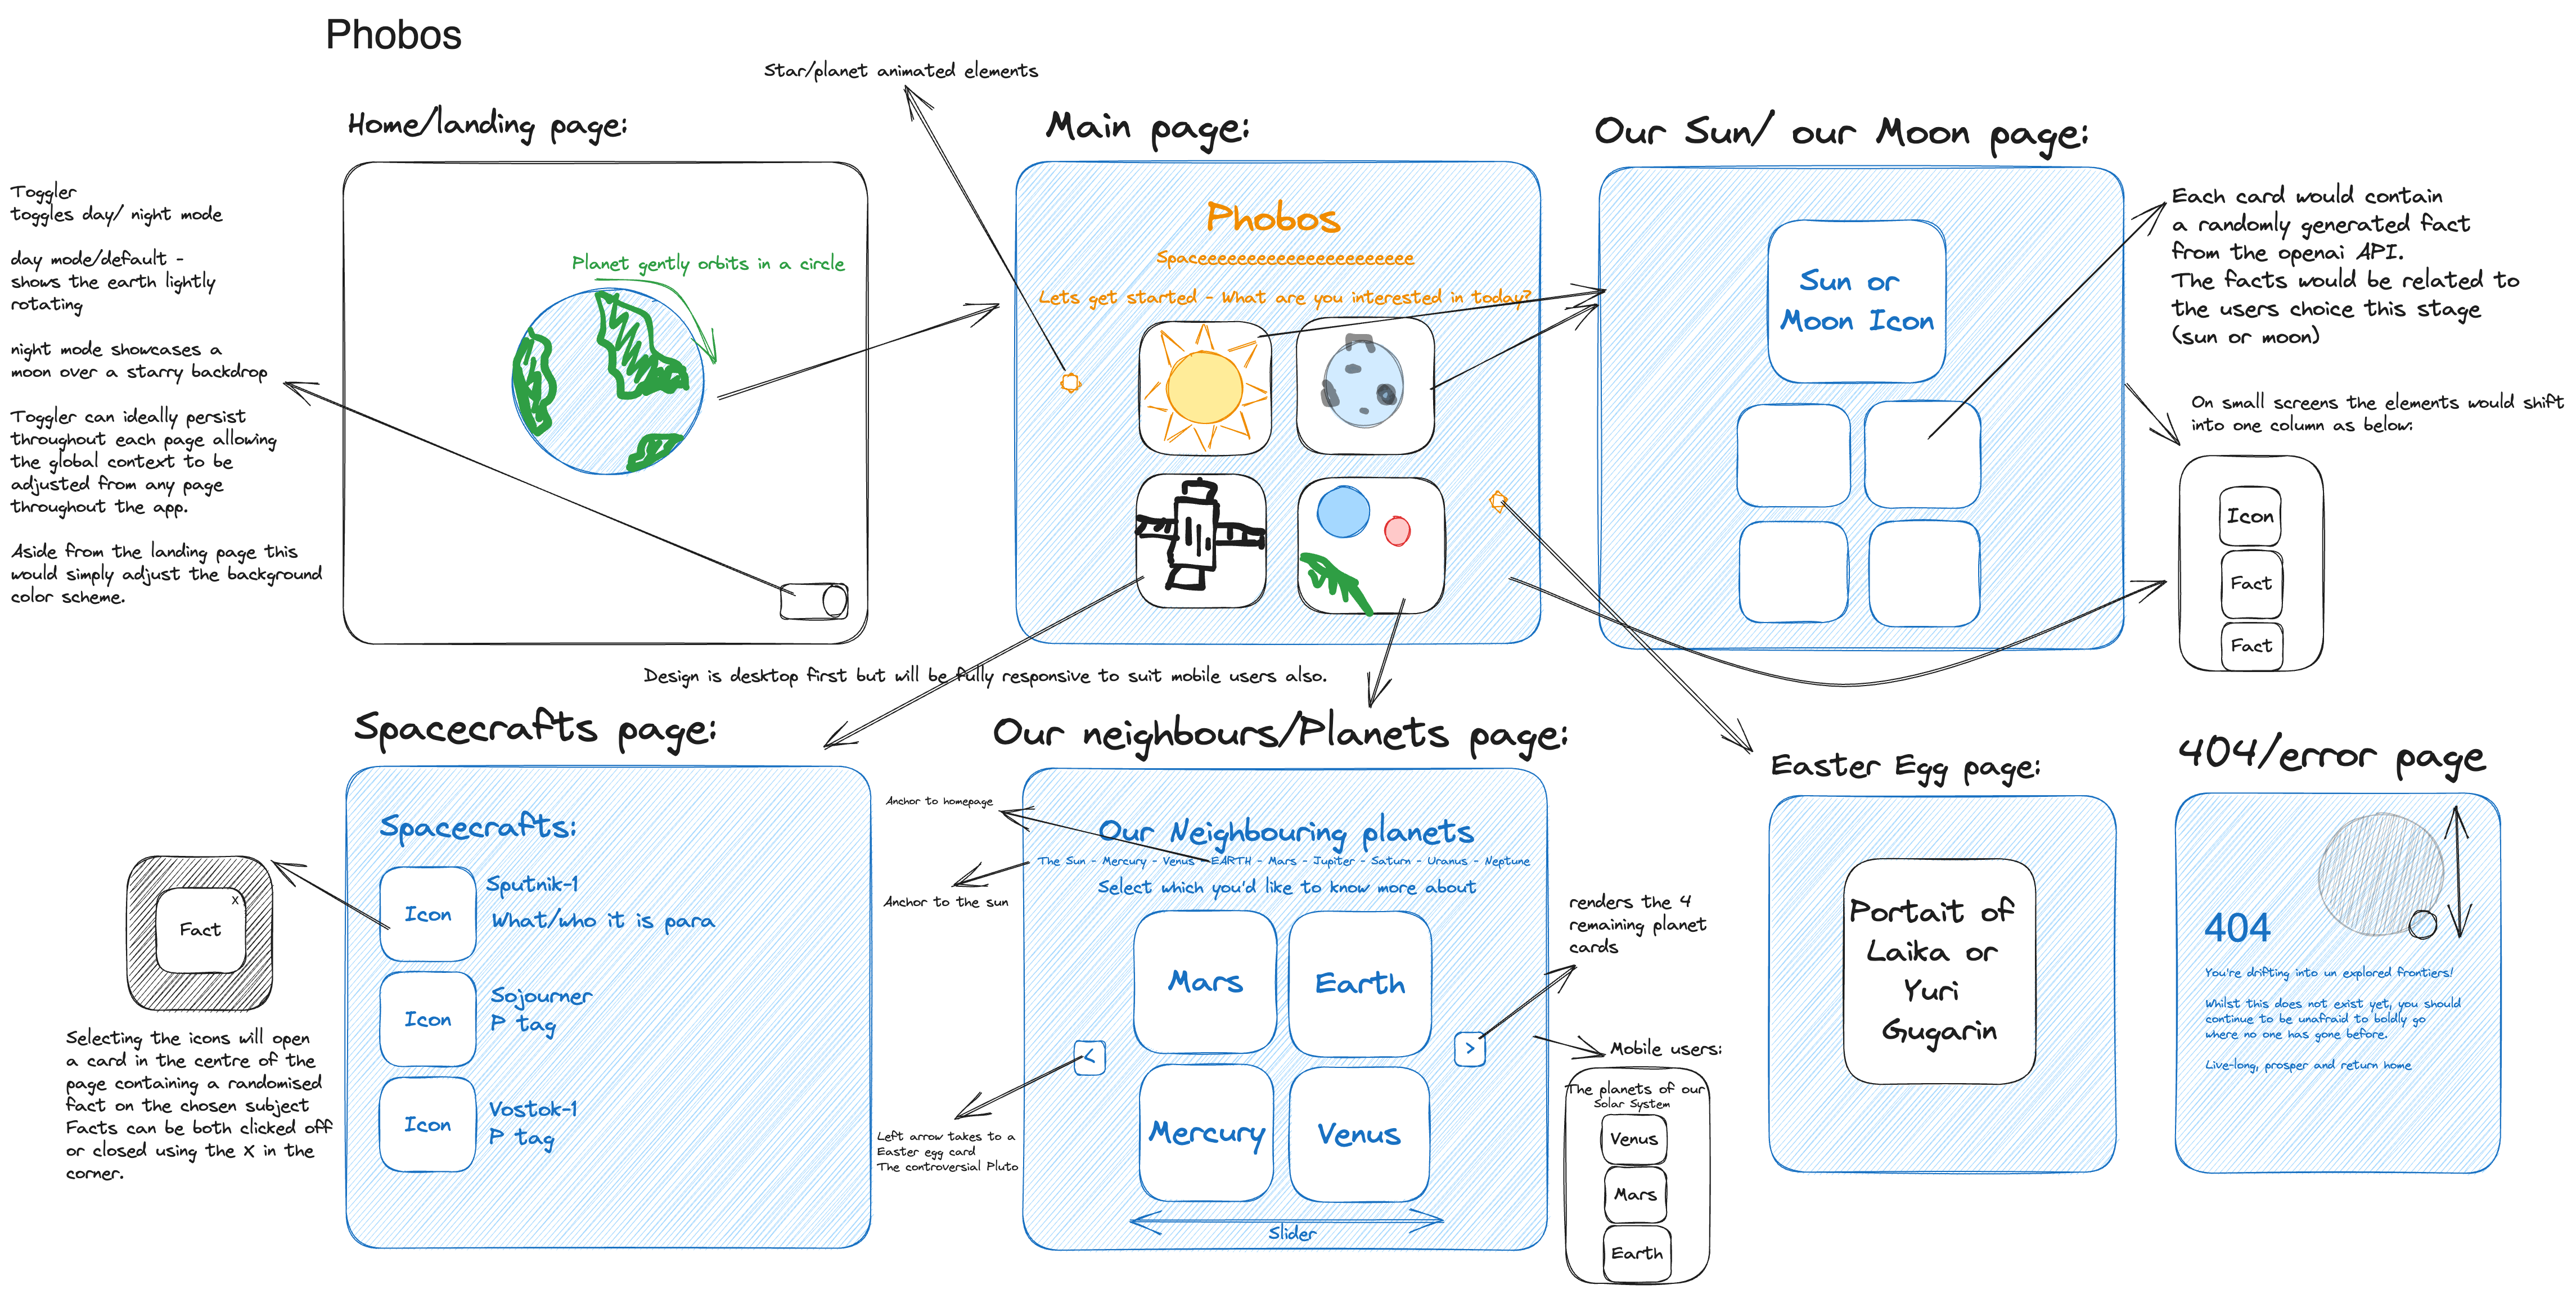 Phobos
Star/planet animated elements
Home/landing page:
Toggler
toggles day/ night mode
day mode/default -
shows the earth lightly
rotating
night mode showcases a
moon over a starry backdrop
Toggler can ideally persist
throughout each page allowing
the global context to be
adjusted from any page
throughout the app.
Aside from the landing page this
would simply adjust the background
color scheme.
Planet gently orbits in a circle
Main page:
Phobos
Spaceeeeeeeeeeeeeeeeeeeeee
Lets get started - What are you interested in today?
Our Sun/ our Moon page:
Sun or
Moon Icon
Each card would contain
a randomly generated fact
from the openai API.
The facts would be related to
the users choice this stage
(sun or moon)
On small screens the elements would shift
into one column as below:
Icon
Fact
Fact
Design is desktop first but will be fully responsive to suit mobile users also.
Spacecrafts page:
Spacecrafts:
Icon
Sputnik-1
What/who it is para
Icon
Sojourner
P tag
Icon
Vostok-1
P tag
Fact
x
Selecting the icons will open
a card in the centre of the
page containing a randomised
fact on the chosen subject
Facts can be both clicked off
or closed using the X in the
corner.
Our neighbours/Planets page:
Anchor to homepage
Anchor to the sun
Our Neighbouring planets
The Sun - Mercury - Venus - EARTH - Mars - Jupiter - Saturn - Uranus - Neptune
Select which you'd like to know more about
Mars
Earth
Mercury
Venus
<
>
Slider
Left arrow takes to a
Easter egg card
The controversial Pluto
renders the 4
remaining planet
cards
Mobile users:
The planets of our
Solar System
Venus
Mars
Earth
Easter Egg page:
Portait of
Laika or
Yuri
Gugarin
404/error page
404
You're drifting into un explored frontiers!
Whilst this does not exist yet, you should
continue to be unafraid to boldly go
where no one has gone before.
Live-long, prosper and return home